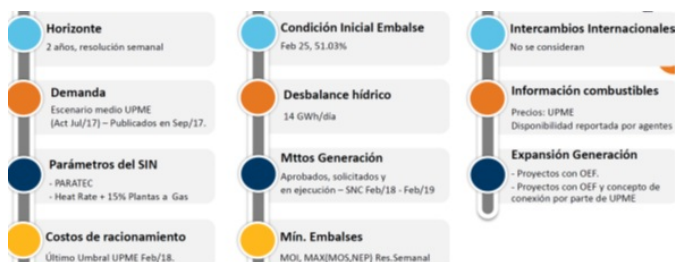 Horizonte
2 años, resolución semanal
Demanda
Escenario medio UPME
(Act Jul/17) – Publicados en Sep/17.
Parámetros del SIN
- PARATEC
- Heat Rate + 15% Plantas a Gas
Costos de racionamiento
Último Umbral UPME Feb/18.
Condición Inicial Embalse
Feb 25, 51.03%
Desbalance hídrico
14 GWh/día
Mttos Generación
Aprobados, solicitados y
en ejecución – SNC Feb/18 - Feb/19
Mín. Embalses
MOI, MAX(MOS,NEP) Res.Semanal
Intercambios Internacionales
No se consideran
Información combustibles
Precios: UPME
Disponibilidad reportada por agentes
Expansión Generación
- Proyectos con OEF.
- Proyectos con OEF y concepto de
conexión por parte de UPME